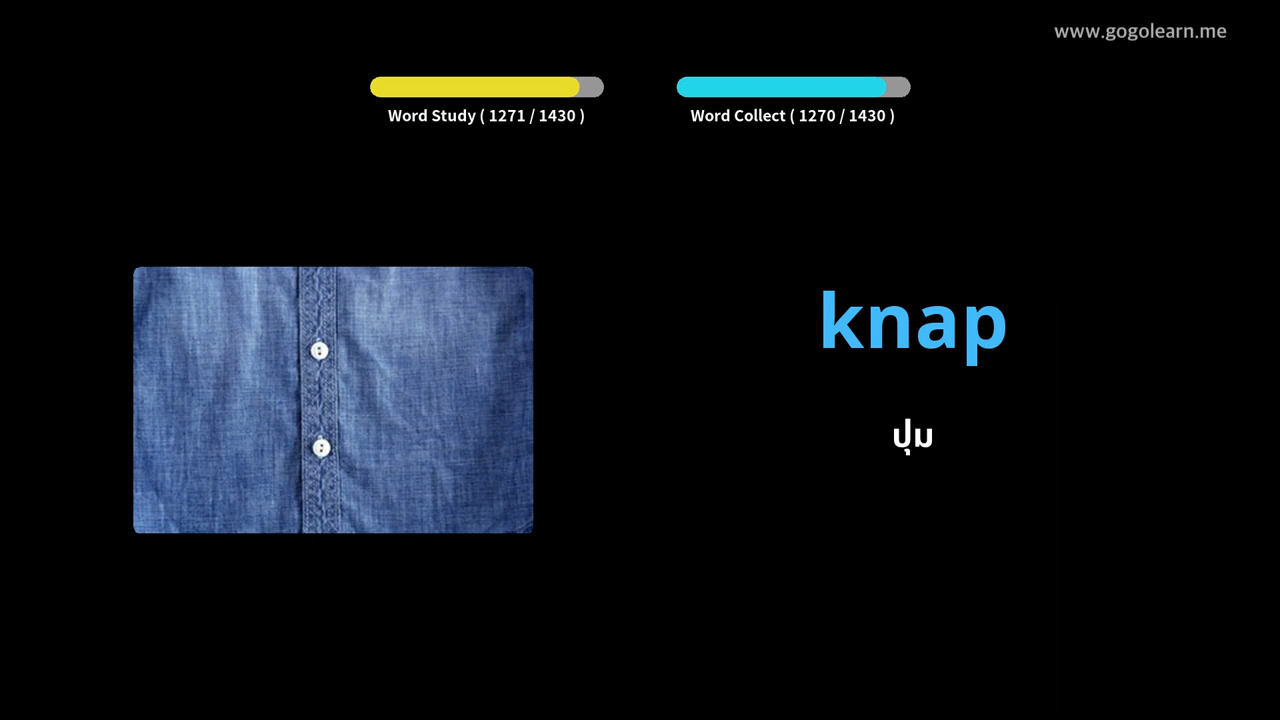 www.gogolearn.me
Word Study ( 1271 / 1430 )
Word Collect ( 1270 / 1430 )
knap
ปุ่ม